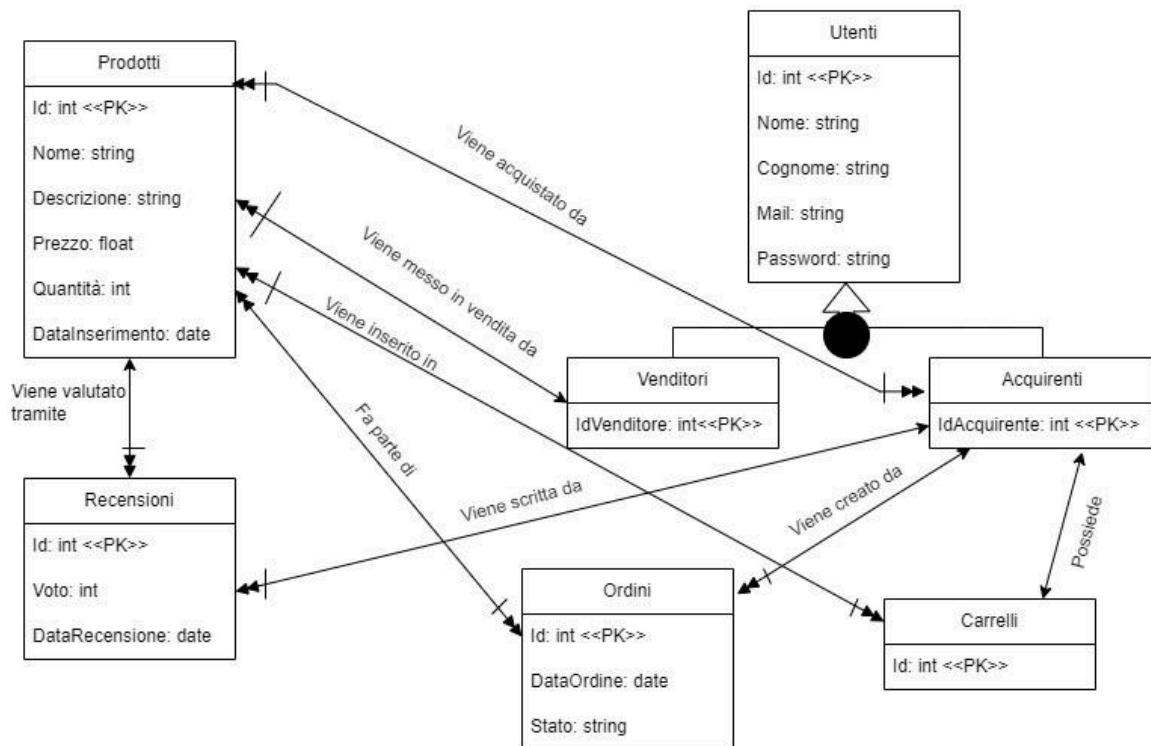 Prodotti
Id: int <<PK>>
Nome: string
Descrizione: string
Prezzo: float
Quantità: int
DataInserimento: date
Utenti
Id: int <<PK>>
Nome: string
Cognome: string
Mail: string
Password: string
Viene acquistato da
Viene messo in vendita da
Viene inserito in
Fa parte di
Viene valutato
tramite
Venditori
IdVenditore: int<<PK>>
Acquirenti
IdAcquirente: int <<PK>>
Viene scritta da
Viene creato da
Possiede
Recensioni
Id: int <<PK>>
Voto: int
DataRecensione: date
Ordini
Id: int <<PK>>
DataOrdine: date
Stato: string
Carrelli
Id: int <<PK>>